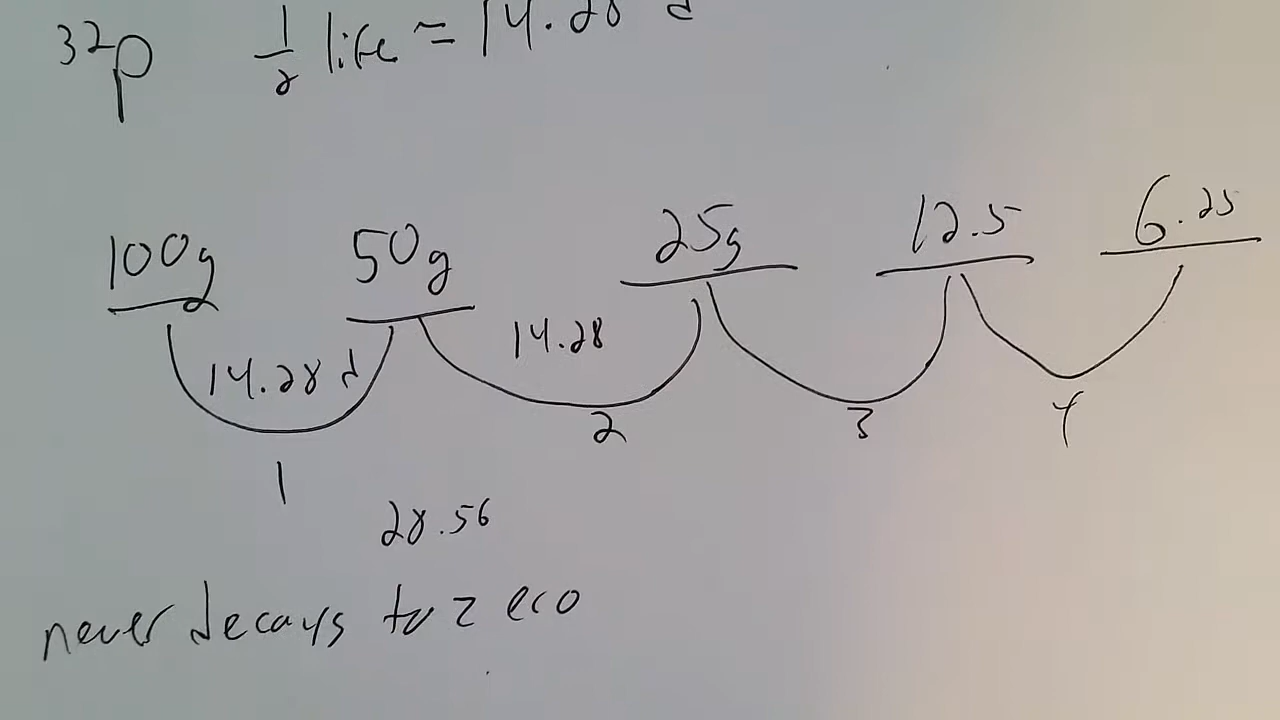 32P 1/2 life ≈ 14.28 d
100g 50g 25g 12.5 6.25
14.28 d 14.28
1 2 3 4
28.56
never decays to zero